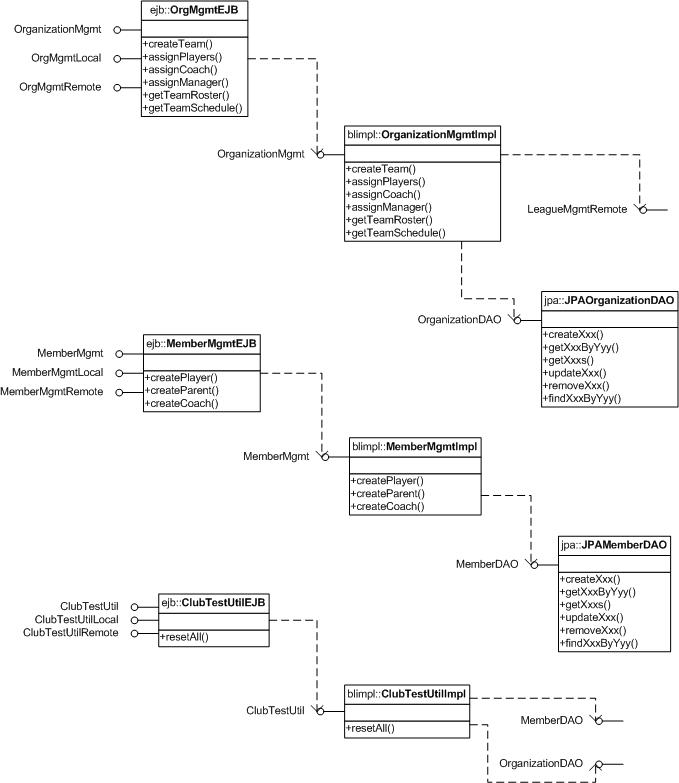 ejb::OrgMgmtEJB
OrganizationMgmt
OrgMgmtLocal
OrgMgmtRemote
+createTeam()
+assignPlayers()
+assignCoach()
+assignManager()
+getTeamRoster()
+getTeamSchedule()
OrganizationMgmt
blimpl::OrganizationMgmtImpl
+createTeam()
+assignPlayers()
+assignCoach()
+assignManager()
+getTeamRoster()
+getTeamSchedule()
LeagueMgmtRemote
OrganizationDAO
jpa::JPAOrganizationDAO
+createXxx()
+getXxxByYyy()
+getXxxs()
+updateXxx()
+removeXxx()
+findXxxByYyy()
ejb::MemberMgmtEJB
MemberMgmt
MemberMgmtLocal
MemberMgmtRemote
+createPlayer()
+createParent()
+createCoach()
MemberMgmt
blimpl::MemberMgmtImpl
+createPlayer()
+createParent()
+createCoach()
MemberDAO
jpa::JPAMemberDAO
+createXxx()
+getXxxByYyy()
+getXxxs()
+updateXxx()
+removeXxx()
+findXxxByYyy()
ejb::ClubTestUtilEJB
ClubTestUtil
ClubTestUtilLocal
ClubTestUtilRemote
+resetAll()
ClubTestUtil
blimpl::ClubTestUtilImpl
+resetAll()
MemberDAO
OrganizationDAO